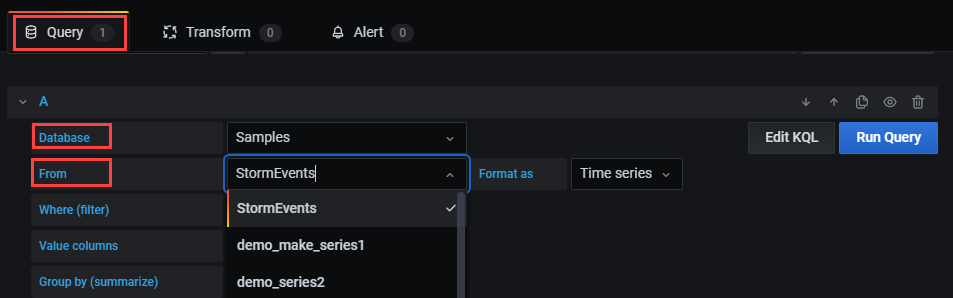 Query 1 Transform 0 Alert 0
A
Database Samples Edit KQL Run Query
From StormEvents Format as Time series
Where (filter) StormEvents
Value columns demo_make_series1
Group by (summarize) demo_series2